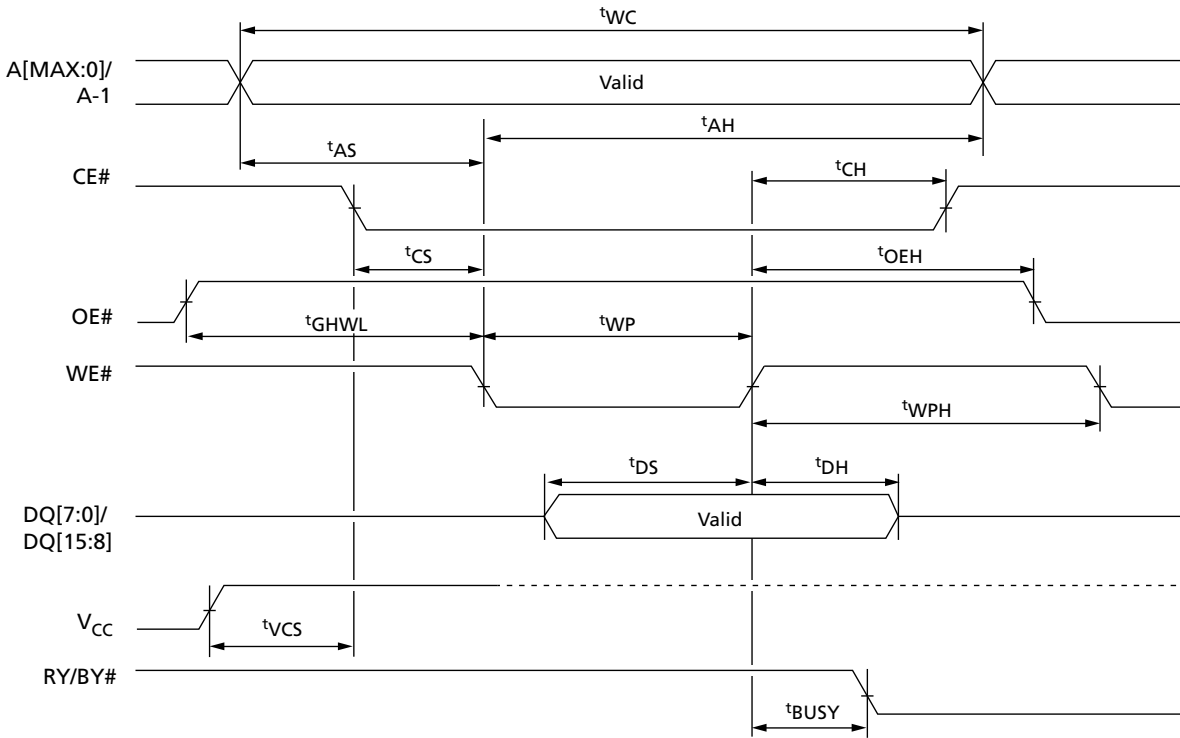 tWC
A[MAX:0]/
A-1
Valid
tAH
tAS
CE#
tCH
tCS
tOEH
OE#
tGHWL
tWP
WE#
tWPH
tDS
tDH
DQ[7:0]/
DQ[15:8]
Valid
VCC
tVCS
RY/BY#
tBUSY